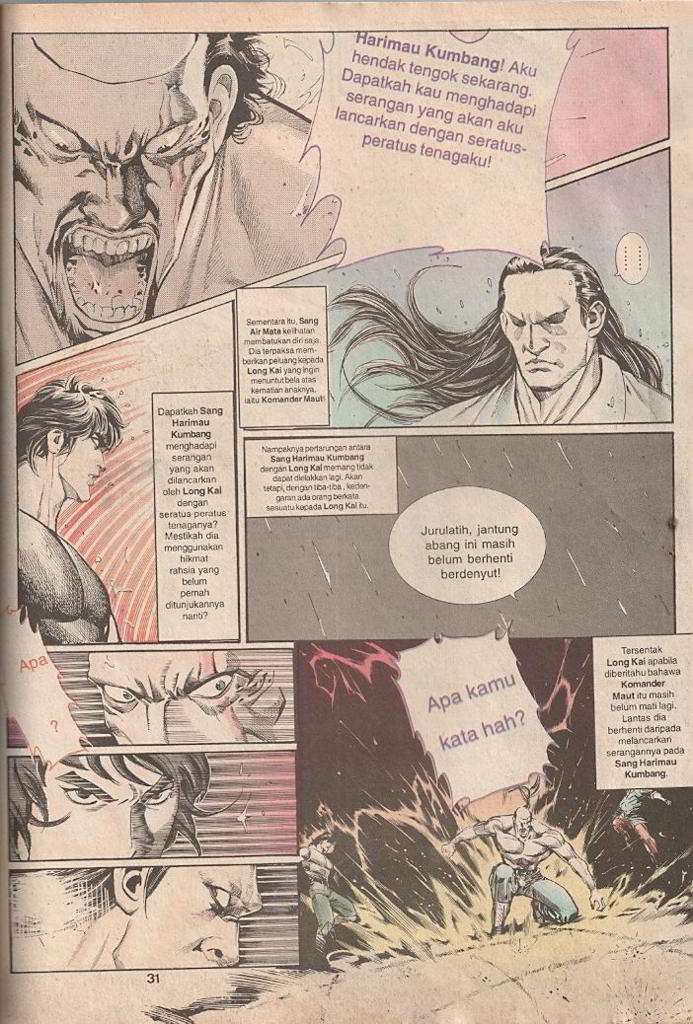 Harimau Kumbang! Aku
hendak tengok sekarang.
Dapatkah kau menghadapi
serangan yang akan aku
lancarkan dengan seratus-
peratus tenagaku!
Sementara itu, Sang
Air Mata kelihatan
membatukan diri saja.
Dia terpaksa mem-
berikan peluang kepada
Long Kai yang ingin
menuntut bela atas
kematian anaknya,
iaitu Komander Maut!
Dapatkah Sang
Harimau
Kumbang
menghadapi
serangan
yang akan
dilancarkan
oleh Long Kai
dengan
seratus-peratus
tenaganya?
Mestikah dia
menggunakan
hikmat
rahsia yang
belum
pernah
ditunjukannya
nanti?
Nampaknya pertarungan antara
Sang Harimau Kumbang
dengan Long Kai memang tidak
dapat dielakkan lagi. Akan
tetapi, dengan tiba-tiba, keden-
garan ada orang berkata
sesuatu kepada Long Kai itu.
Jurulatih, jantung
abang ini masih
belum berhenti
berdenyut!
Apa
?
Apa kamu
kata hah?
Tersentak
Long Kai apabila
diberitahu bahawa
Komander
Maut itu masih
belum mati lagi.
Lantas dia
berhenti daripada
melancarkan
serangannya pada
Sang Harimau
Kumbang.
31